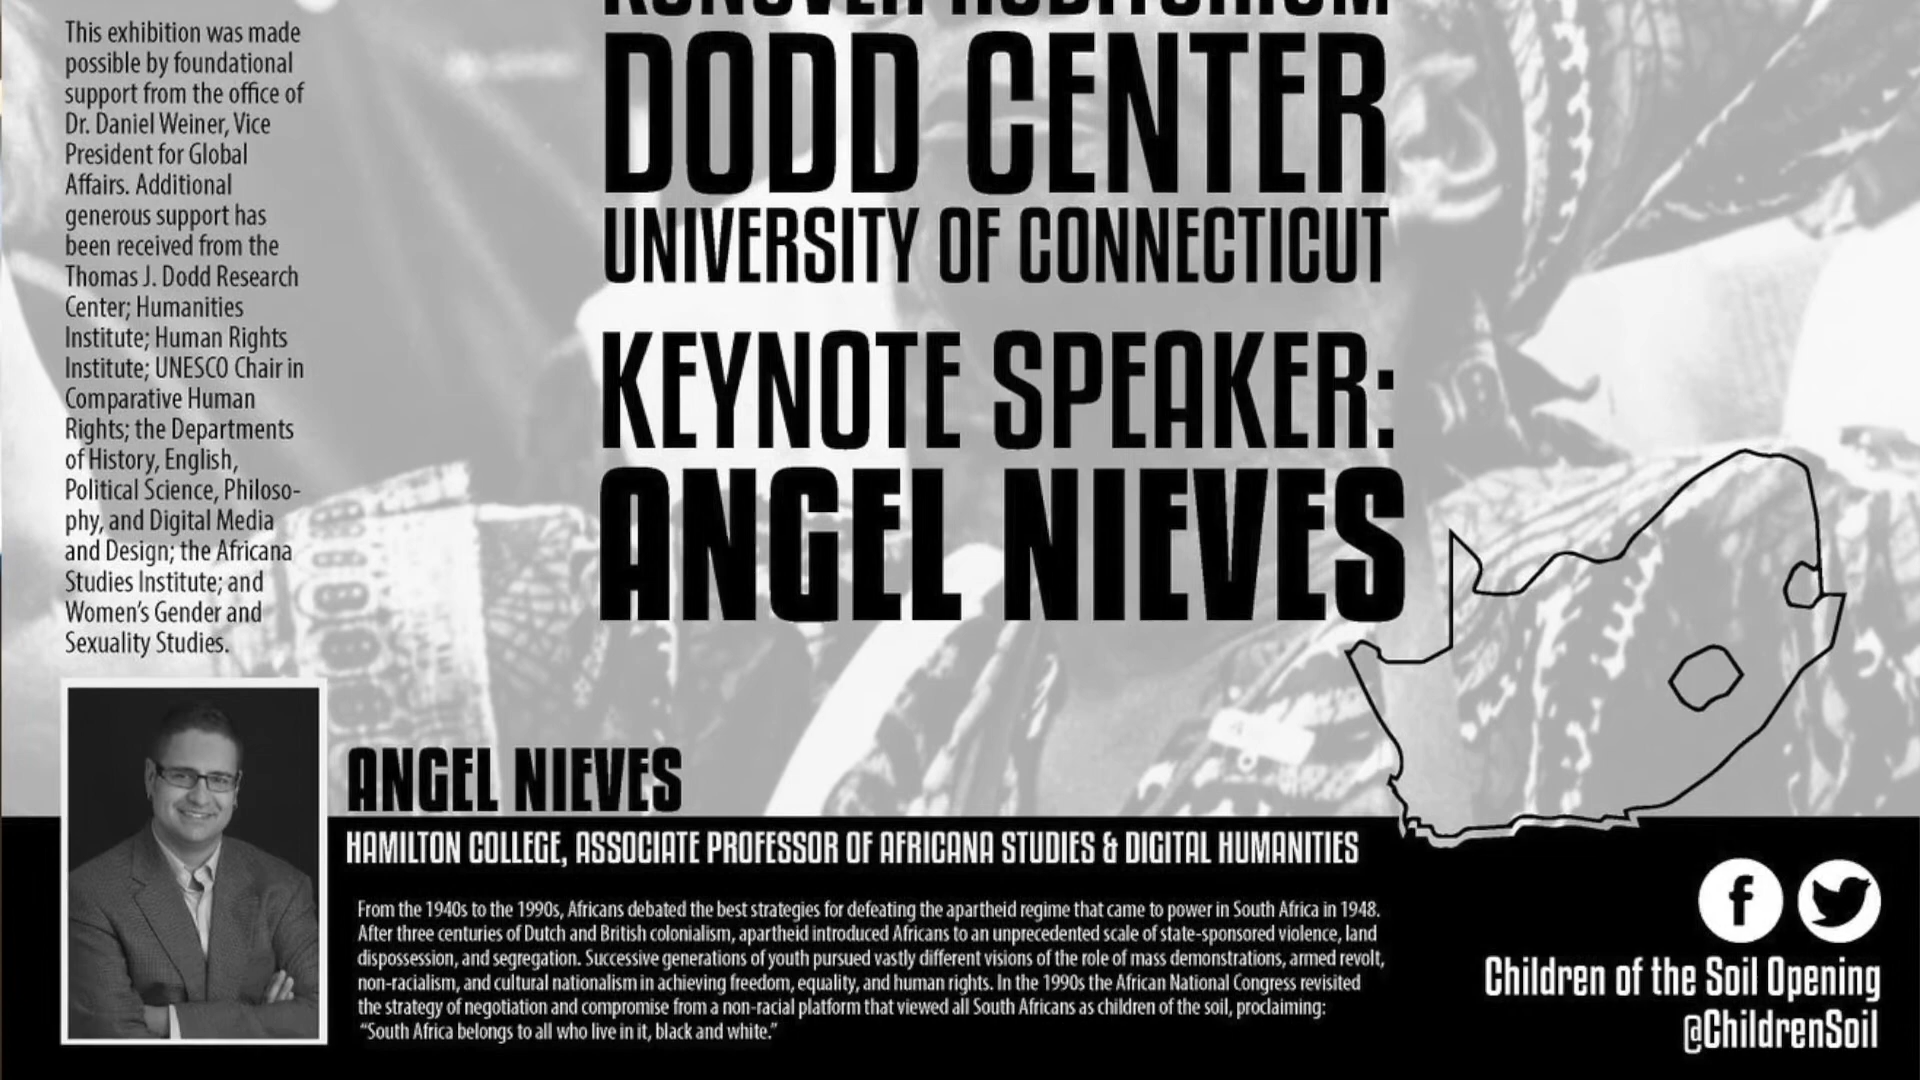 This exhibition was made
possible by foundational
support from the office of
Dr. Daniel Weiner, Vice
President for Global
Affairs. Additional
generous support has
been received from the
Thomas J. Dodd Research
Center; Humanities
Institute; Human Rights
Institute; UNESCO Chair in
Comparative Human
Rights; the Departments
of History, English,
Political Science, Philoso-
phy, and Digital Media
and Design; the Africana
Studies Institute; and
Women's Gender and
Sexuality Studies.
KONOVER AUDITORIUM
DODD CENTER
UNIVERSITY OF CONNECTICUT
KEYNOTE SPEAKER:
ANGEL NIEVES
ANGEL NIEVES
HAMILTON COLLEGE, ASSOCIATE PROFESSOR OF AFRICANA STUDIES & DIGITAL HUMANITIES
From the 1940s to the 1990s, Africans debated the best strategies for defeating the apartheid regime that came to power in South Africa in 1948.
After three centuries of Dutch and British colonialism, apartheid introduced Africans to an unprecedented scale of state-sponsored violence, land
dispossession, and segregation. Successive generations of youth pursued vastly different visions of the role of mass demonstrations, armed revolt,
non-racialism, and cultural nationalism in achieving freedom, equality, and human rights. In the 1990s the African National Congress revisited
the strategy of negotiation and compromise from a non-racial platform that viewed all South Africans as children of the soil, proclaiming:
"South Africa belongs to all who live in it, black and white."
Children of the Soil Opening
@ChildrenSoil